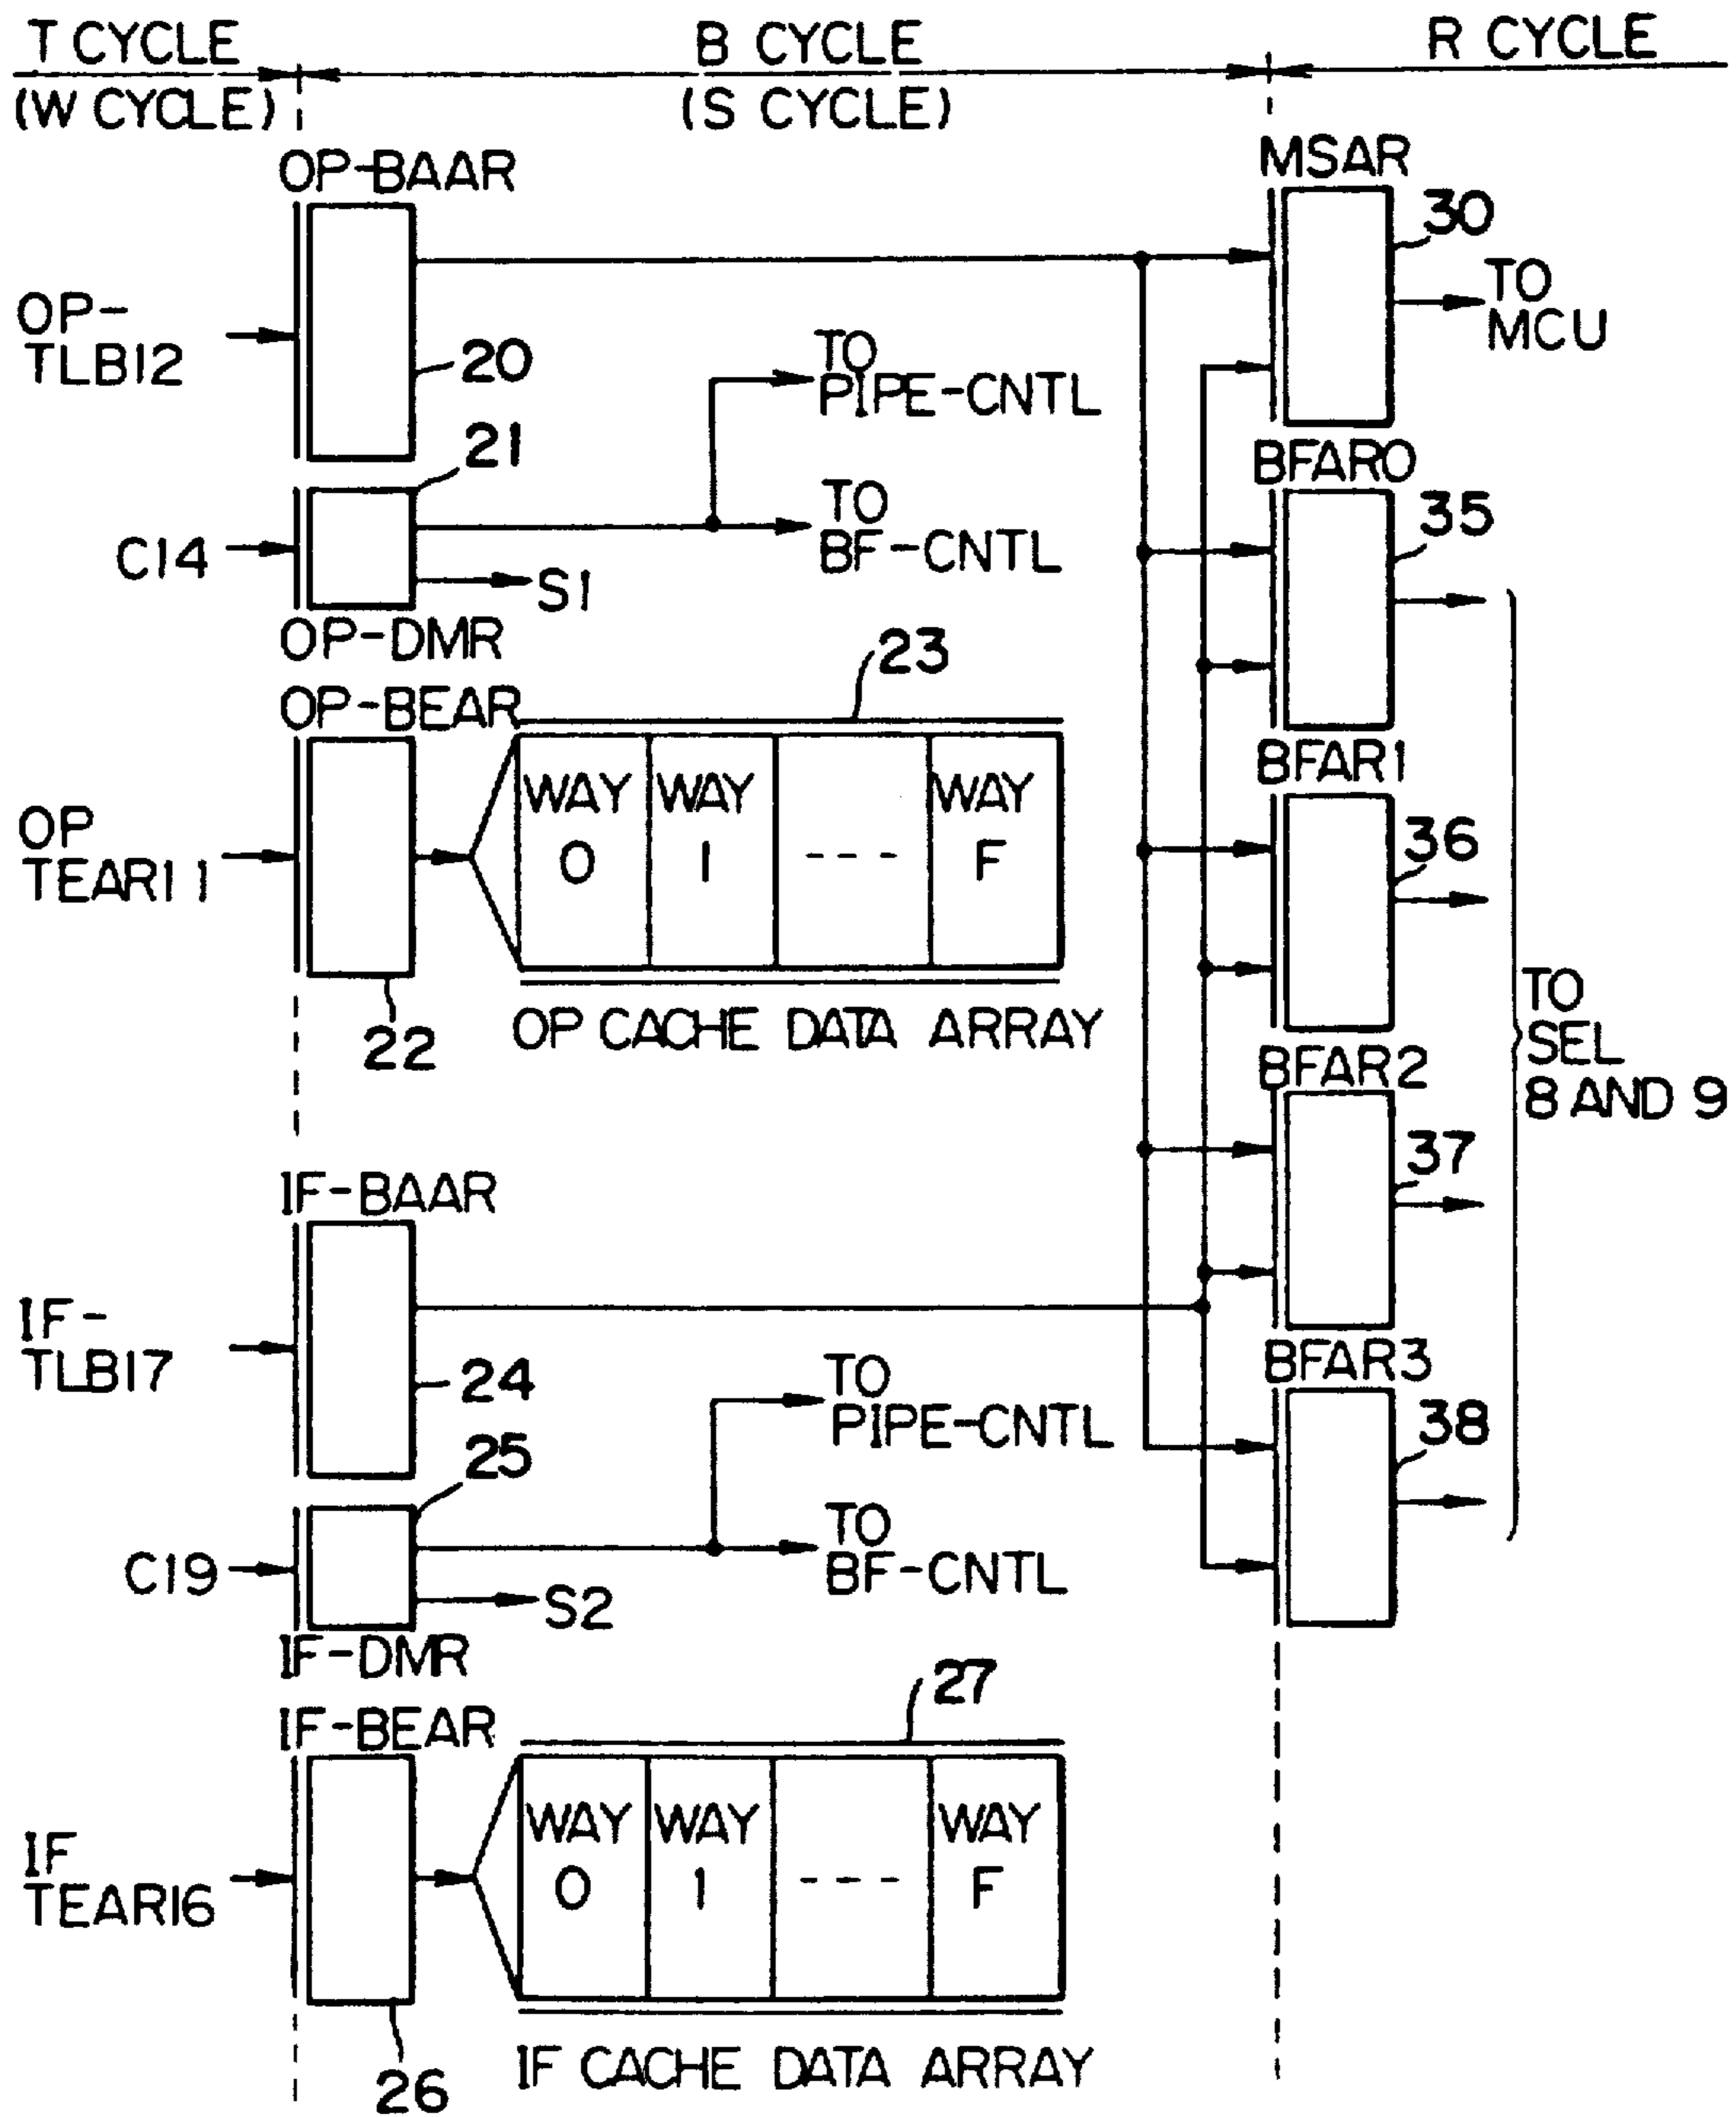 T CYCLE
B CYCLE
R CYCLE
(W CYCLE)
(S CYCLE)
OP-BAAR
MSAR
30
TO
MCU
OP-
TLB12
20
TO
PIPE-CNTL
21
BFAR0
TO
BF-CNTL
35
C14
S1
OP-DMR
23
OP-BEAR
BFAR1
WAY
0
WAY
1
----
WAY
F
OP
TEAR11
36
22
OP CACHE DATA ARRAY
TO
SEL
8 AND 9
BFAR2
37
IF-BAAR
IF-
TLB17
24
BFAR3
TO
PIPE-CNTL
25
38
TO
BF-CNTL
C19
S2
IF-DMR
27
IF-BEAR
WAY
0
WAY
1
----
WAY
F
IF
TEAR16
26
IF CACHE DATA ARRAY